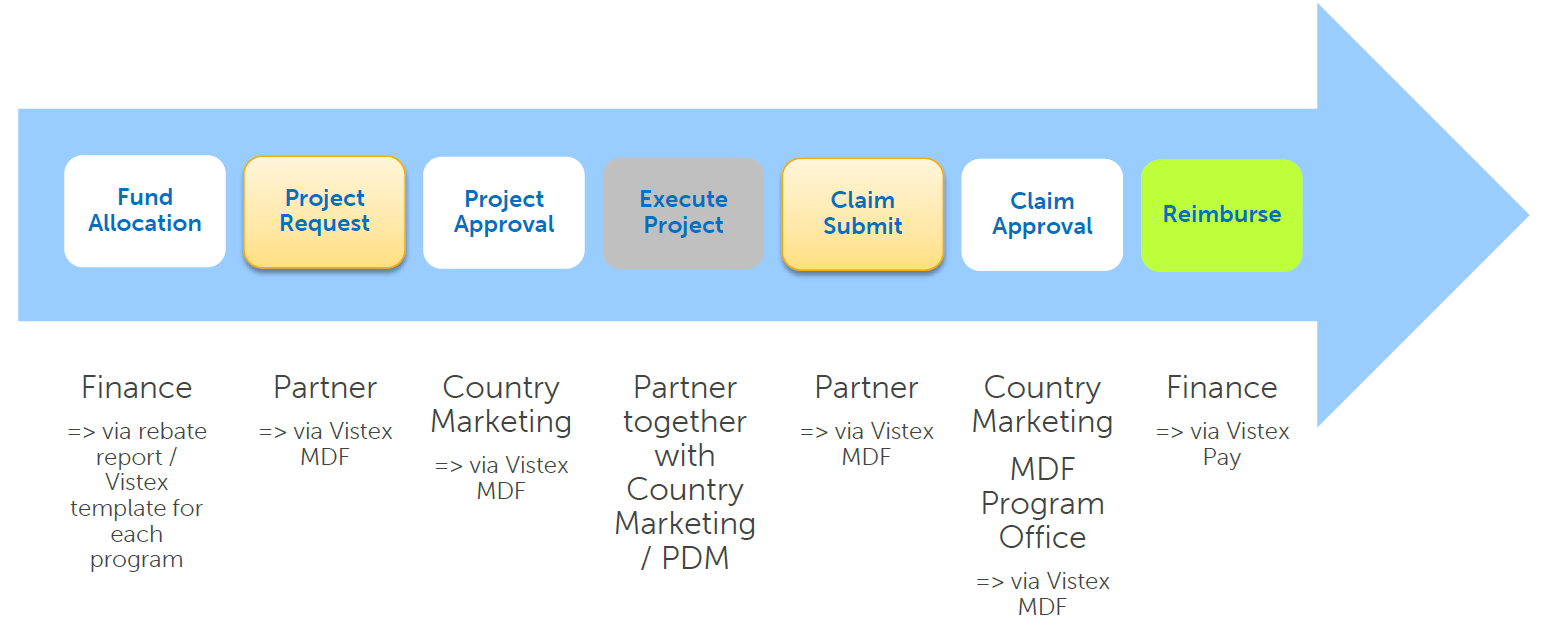 Fund
Allocation
Project
Request
Project
Approval
Execute
Project
Claim
Submit
Claim
Approval
Reimburse
Finance
=> via rebate
report /
Vistex
template for
each
program
Partner
=> via Vistex
MDF
Country
Marketing
=> via Vistex
MDF
Partner
together
with
Country
Marketing
/ PDM
Partner
=> via Vistex
MDF
Country
Marketing
MDF
Program
Office
=> via Vistex
MDF
Finance
=> via Vistex
Pay